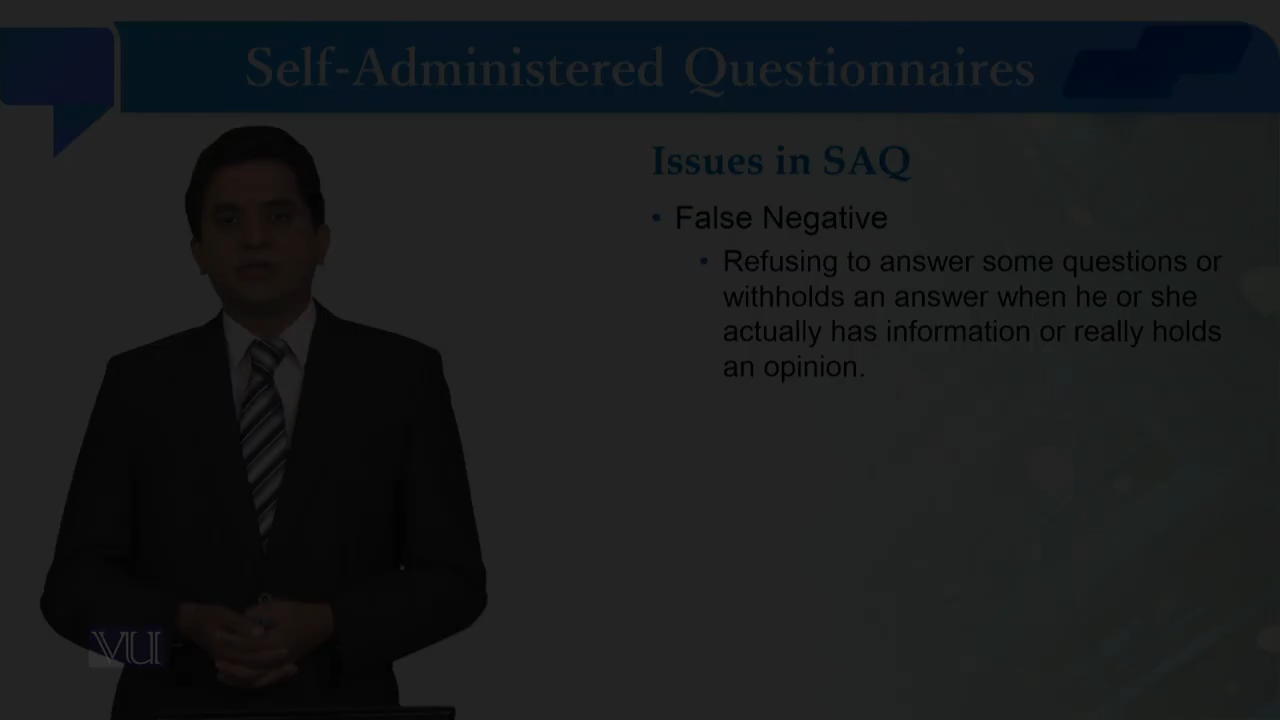 Self-Administered Questionnaires
Issues in SAQ
• False Negative
• Refusing to answer some questions or
withholds an answer when he or she
actually has information or really holds
an opinion.
VU